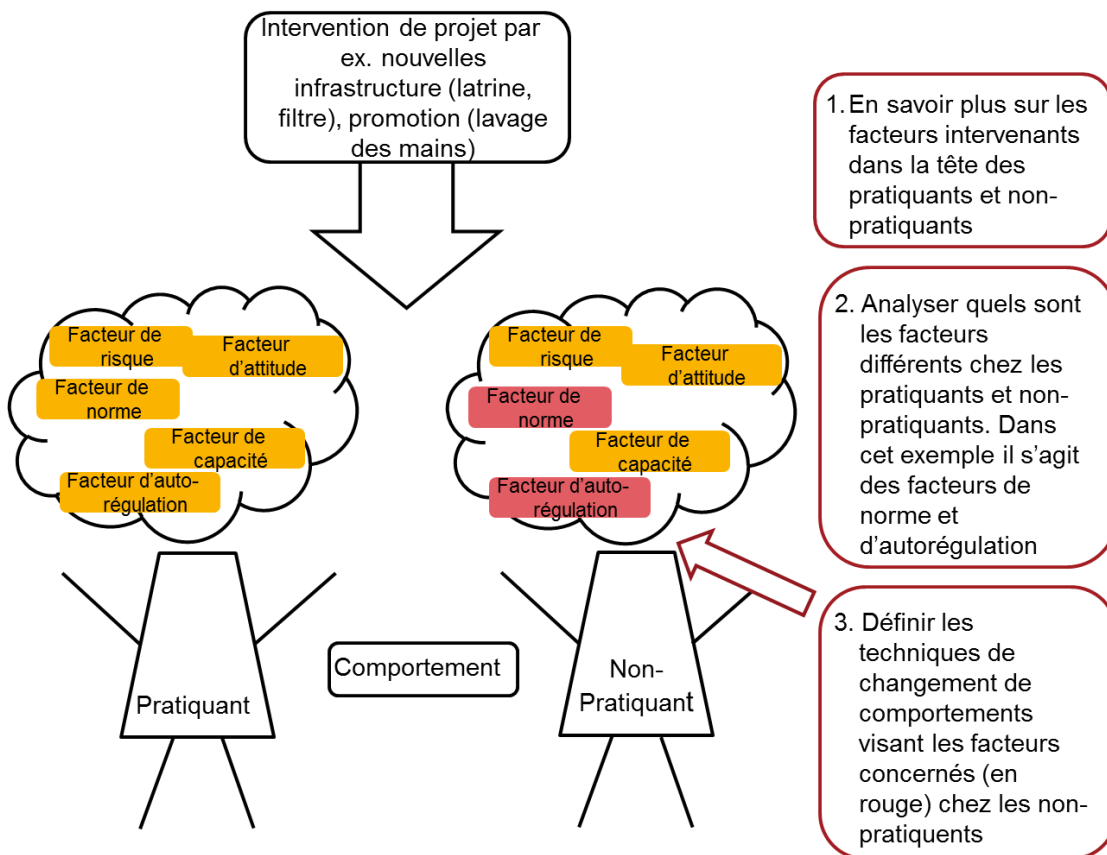 Intervention de projet par
ex. nouvelles
infrastructure (latrine,
filtre), promotion (lavage
des mains)
1. En savoir plus sur les
facteurs intervenants
dans la tête des
pratiquants et non-
pratiquants
2. Analyser quels sont
les facteurs
différents chez les
pratiquants et non-
pratiquants. Dans
cet exemple il s’agit
des facteurs de
norme et
d’autorégulation
3. Définir les
techniques de
changement de
comportements
visant les facteurs
concernés (en
rouge) chez les non-
pratiquents
Facteur de
risque
Facteur
d’attitude
Facteur de
norme
Facteur de
capacité
Facteur d’auto-
régulation
Facteur de
risque
Facteur
d’attitude
Facteur de
norme
Facteur de
capacité
Facteur d’auto-
régulation
Pratiquant
Comportement
Non-
Pratiquant